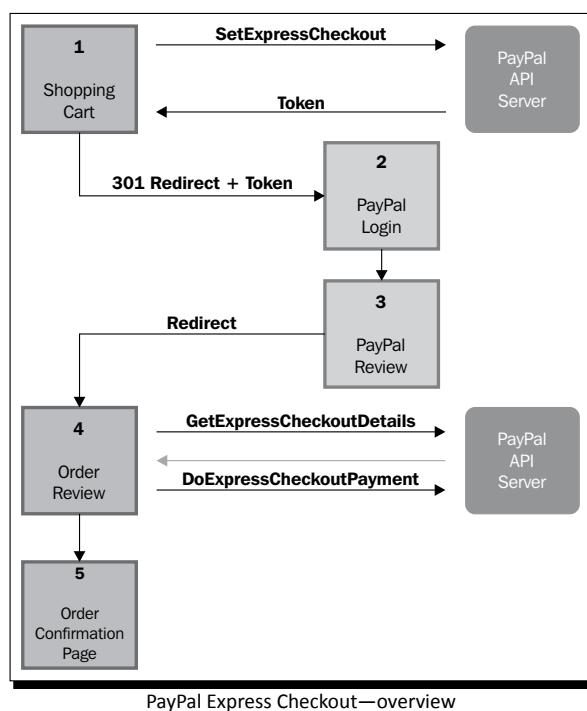 1
Shopping
Cart
SetExpressCheckout
PayPal
API
Server
Token
301 Redirect + Token
2
PayPal
Login
3
PayPal
Review
Redirect
4
Order
Review
GetExpressCheckoutDetails
DoExpressCheckoutPayment
PayPal
API
Server
5
Order
Confirmation
Page
PayPal Express Checkout—overview